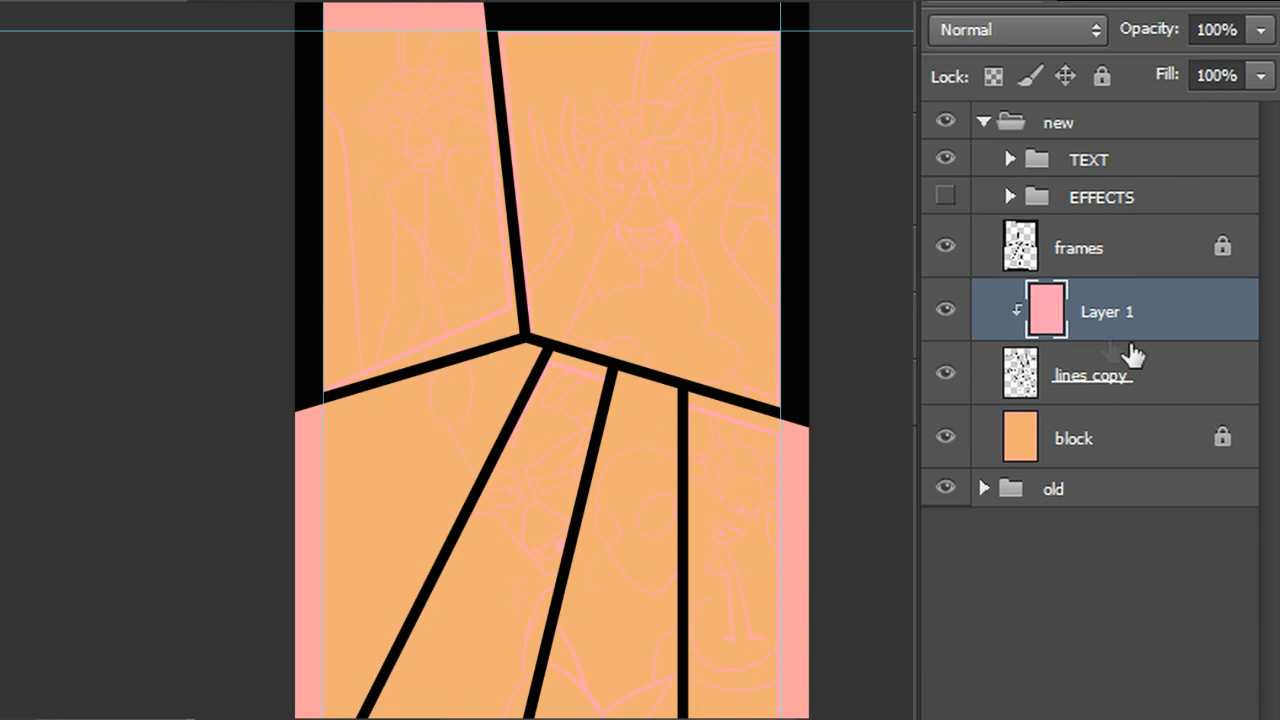 Normal
Opacity: 100%
Lock:
Fill: 100%
new
TEXT
EFFECTS
frames
Layer 1
lines copy
block
old